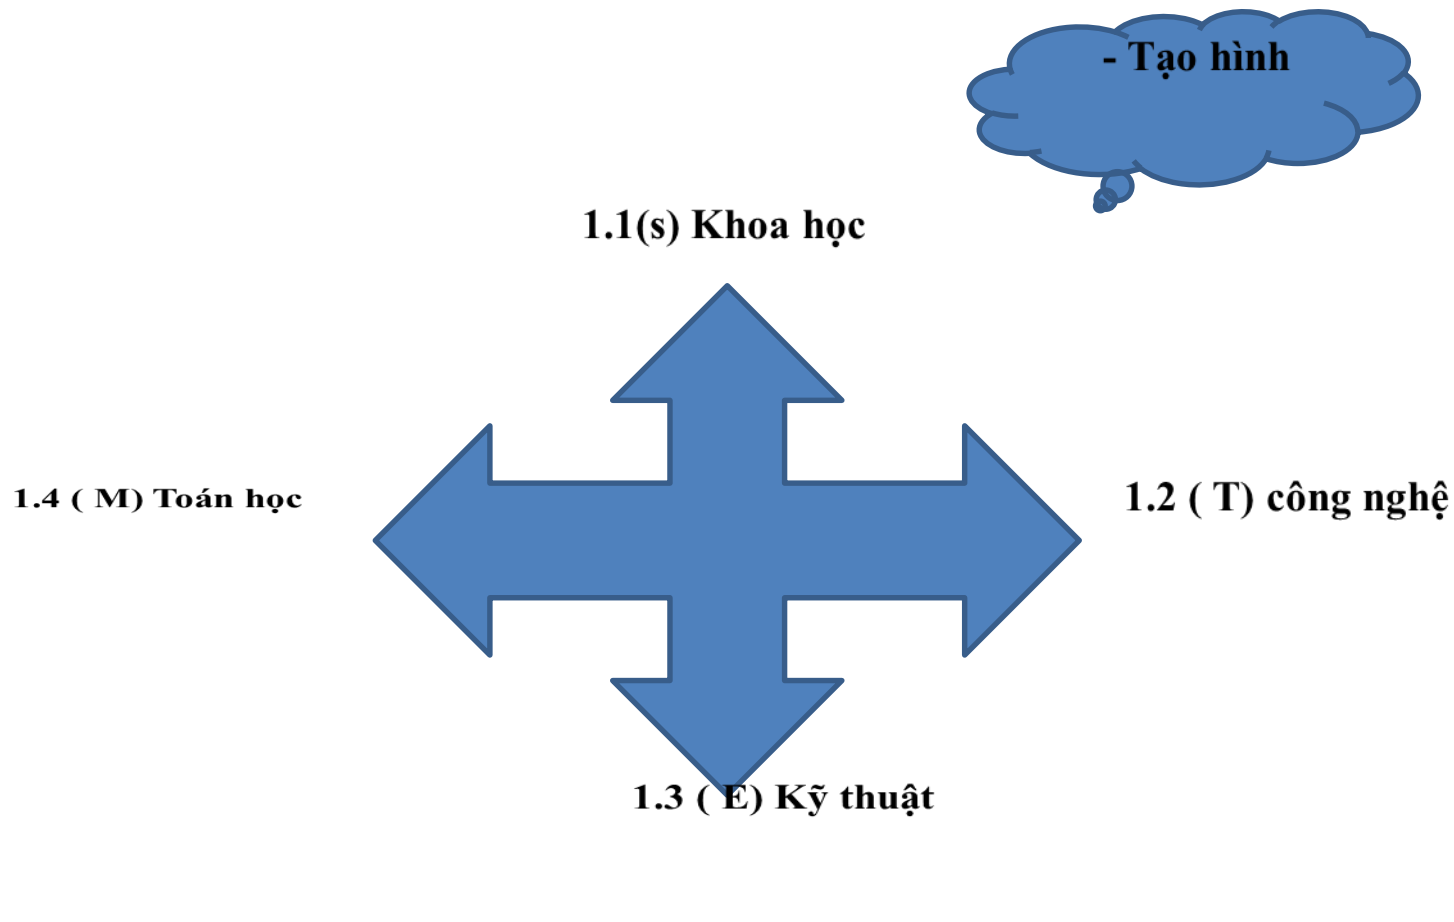 - Tạo hình
1.1(s) Khoa học
1.4 ( M) Toán học
1.2 ( T) công nghệ
1.3 ( E) Kỹ thuật